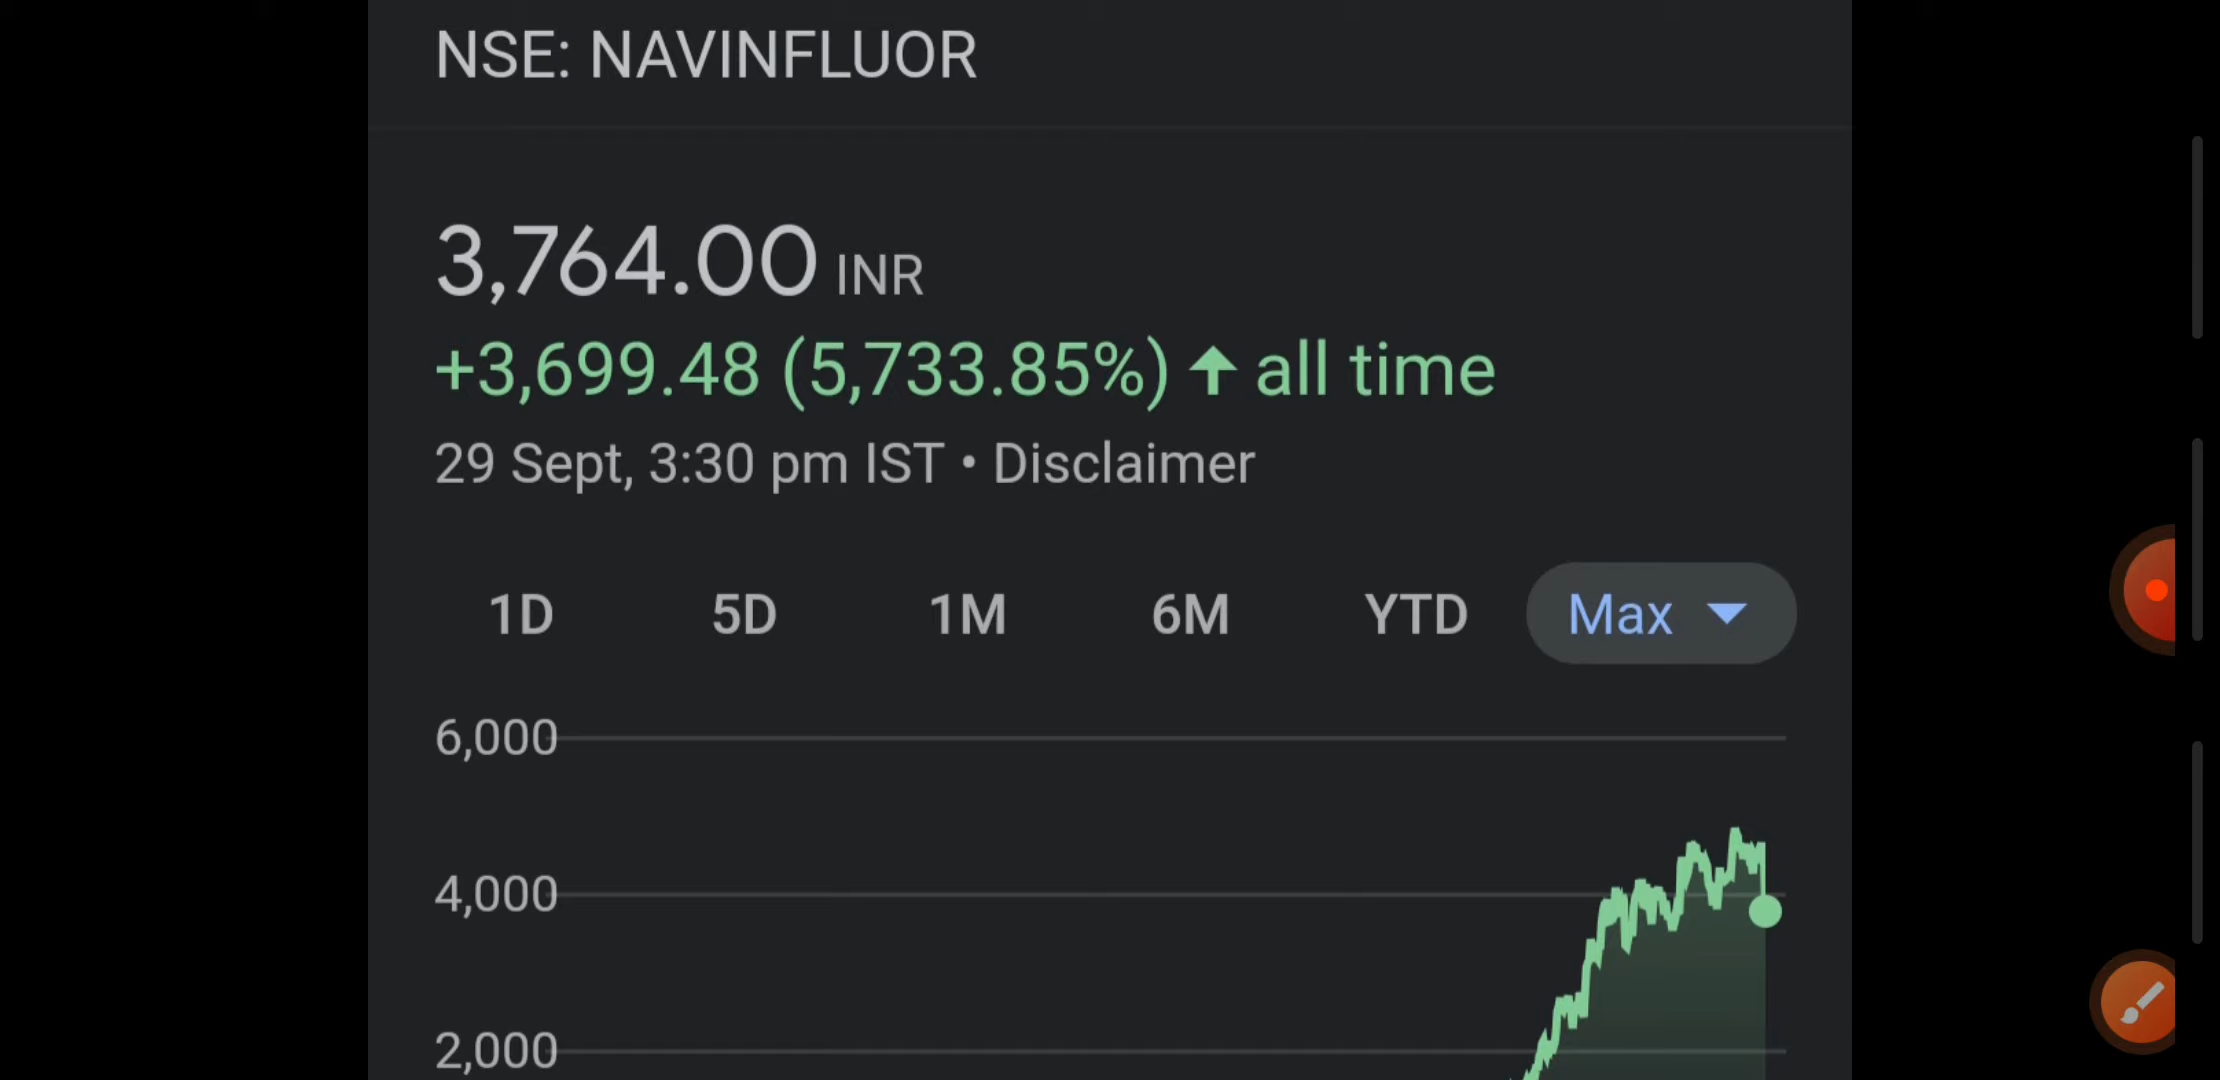 NSE: NAVINFLUOR
3,764.00 INR
+3,699.48 (5,733.85%) ↑ all time
29 Sept, 3:30 pm IST • Disclaimer
1D 5D 1M 6M YTD Max
6,000
4,000
2,000